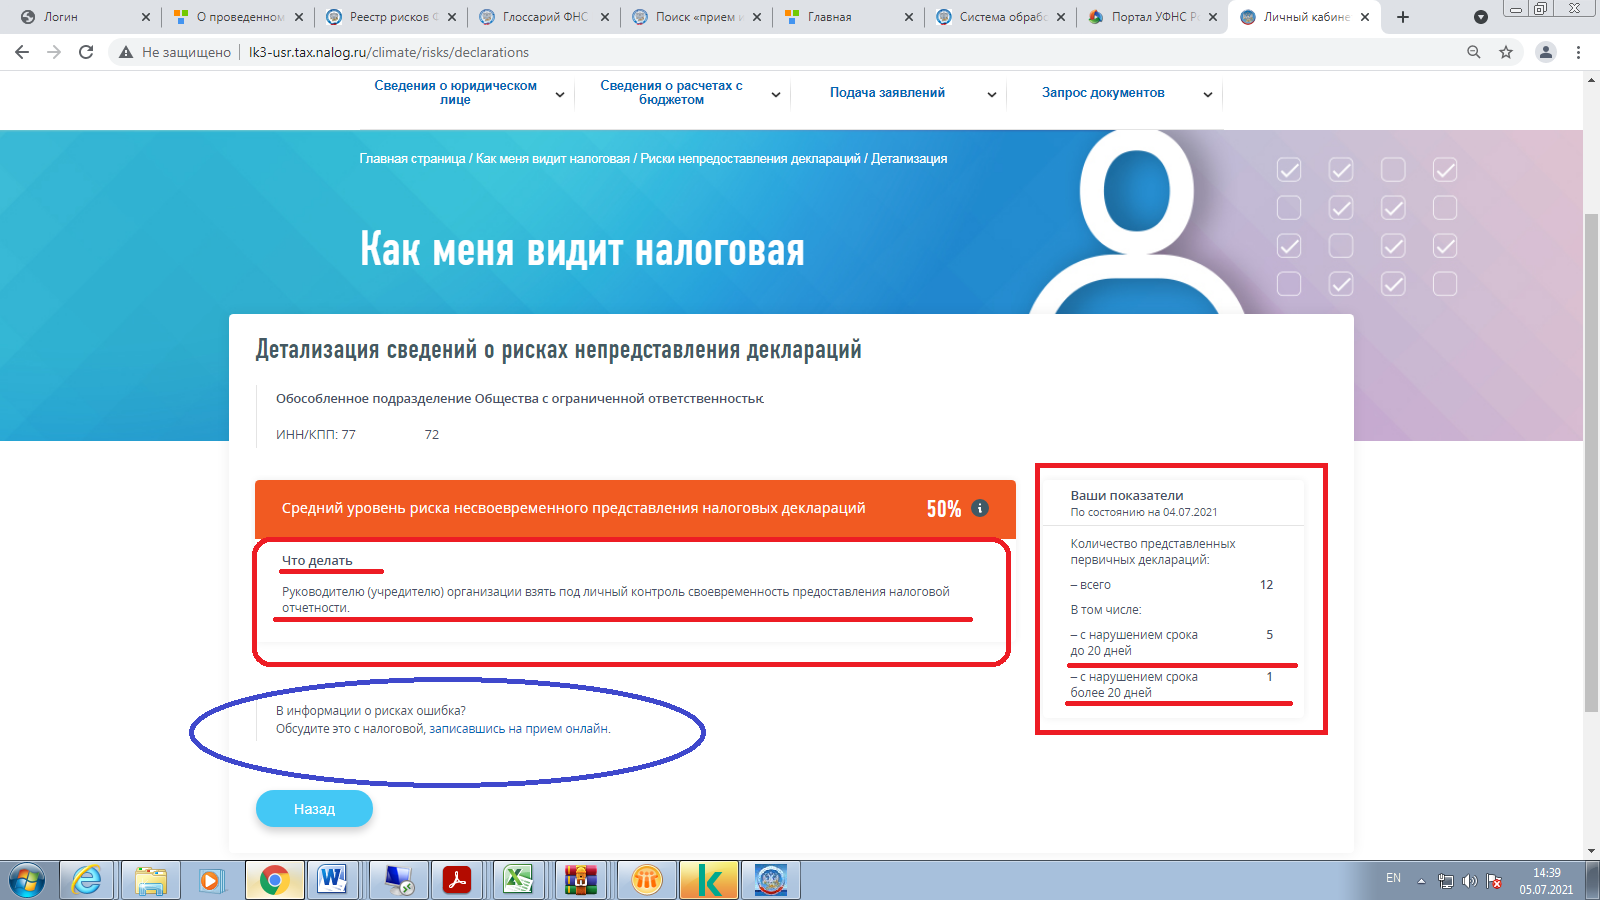 Логин
О проведенном
Реестр рисков Ф
Глоссарий ФНС
Поиск «прием и
Главная
Система обрабо
Портал УФНС Ро
Личный кабине
Не защищено
lk3-usr.tax.nalog.ru/climate/risks/declarations
Сведения о юридическом
лице
Сведения о расчетах с
бюджетом
Подача заявлений
Запрос документов
Главная страница / Как меня видит налоговая / Риски непредоставления деклараций / Детализация
Как меня видит налоговая
Детализация сведений о рисках непредставления деклараций
Обособленное подразделение Общества с ограниченной ответственностью
ИНН/КПП: 77 72
Средний уровень риска несвоевременного представления налоговых деклараций 50% i
Что делать
Руководителю (учредителю) организации взять под личный контроль своевременность предоставления налоговой
отчетности.
Ваши показатели
По состоянию на 04.07.2021
Количество представленных
первичных деклараций:
– всего 12
В том числе:
– с нарушением срока 5
до 20 дней
– с нарушением срока 1
более 20 дней
В информации о рисках ошибка?
Обсудите это с налоговой, записавшись на прием онлайн.
Назад
EN
14:39
05.07.2021